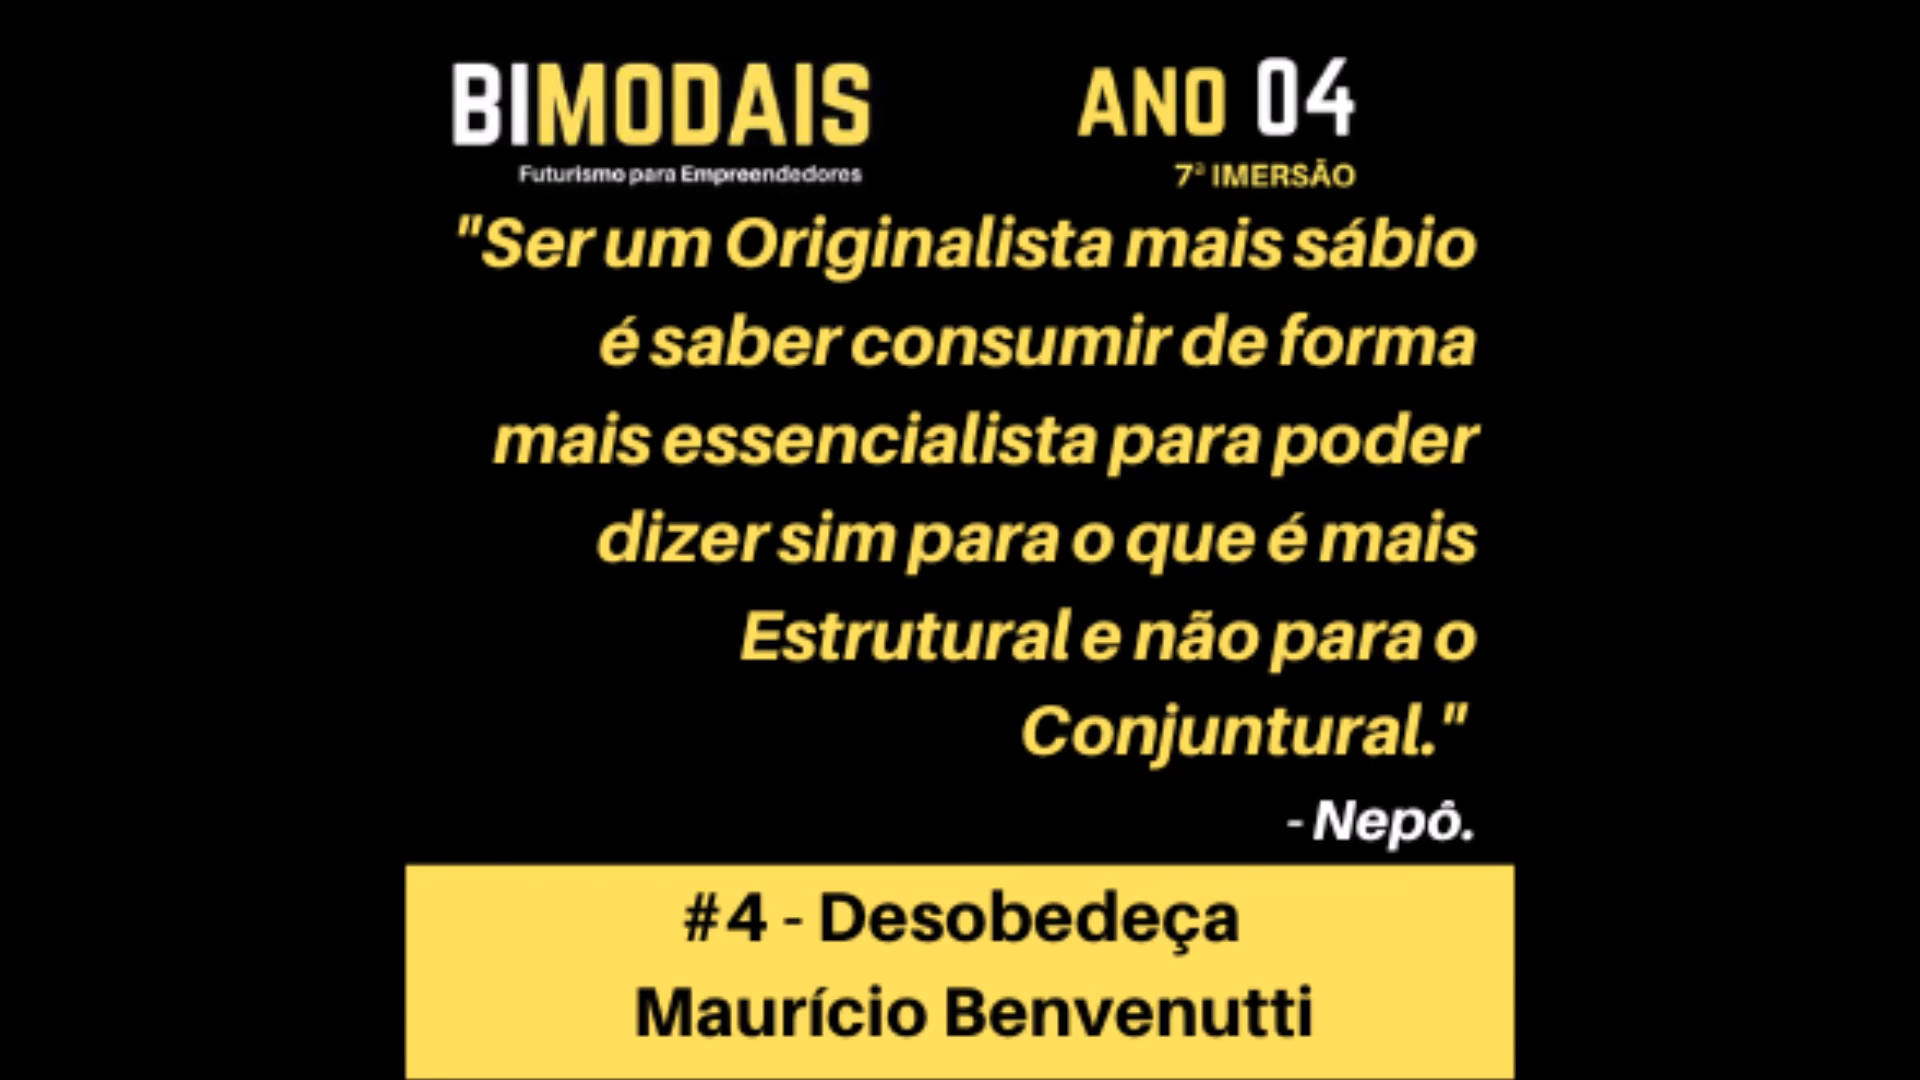 BIMODAIS
Futurismo para Empreendedores
ANO 04
7ª IMERSÃO
"Ser um Originalista mais sábio
é saber consumir de forma
mais essencialista para poder
dizer sim para o que é mais
Estrutural e não para o
Conjuntural."
- Nepô.
#4 - Desobedeça
Maurício Benvenutti